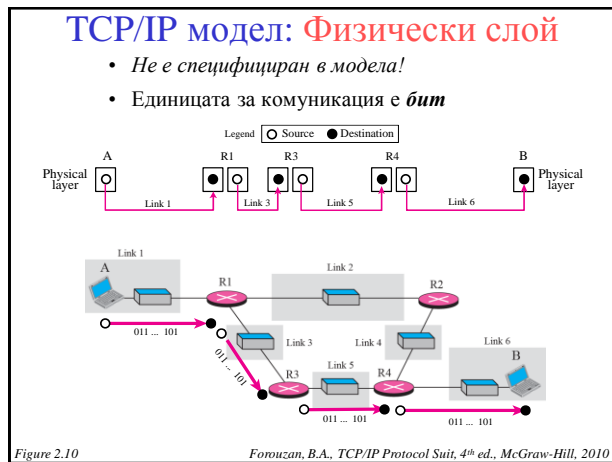 TCP/IP модел: Физически слой
• Не е специфициран в модела!
• Единицата за комуникация е бит
Legend Source Destination
A R1 R3 R4 B
Physical layer
Physical layer
Link 1 Link 3 Link 5 Link 6
Link 1
A
R1
Link 2
R2
011 ... 101
Link 3
Link 4
Link 6
B
011 ... 101
R3
Link 5
R4
011 ... 101
011 ... 101
Figure 2.10 Forouzan, B.A., TCP/IP Protocol Suit, 4th ed., McGraw-Hill, 2010